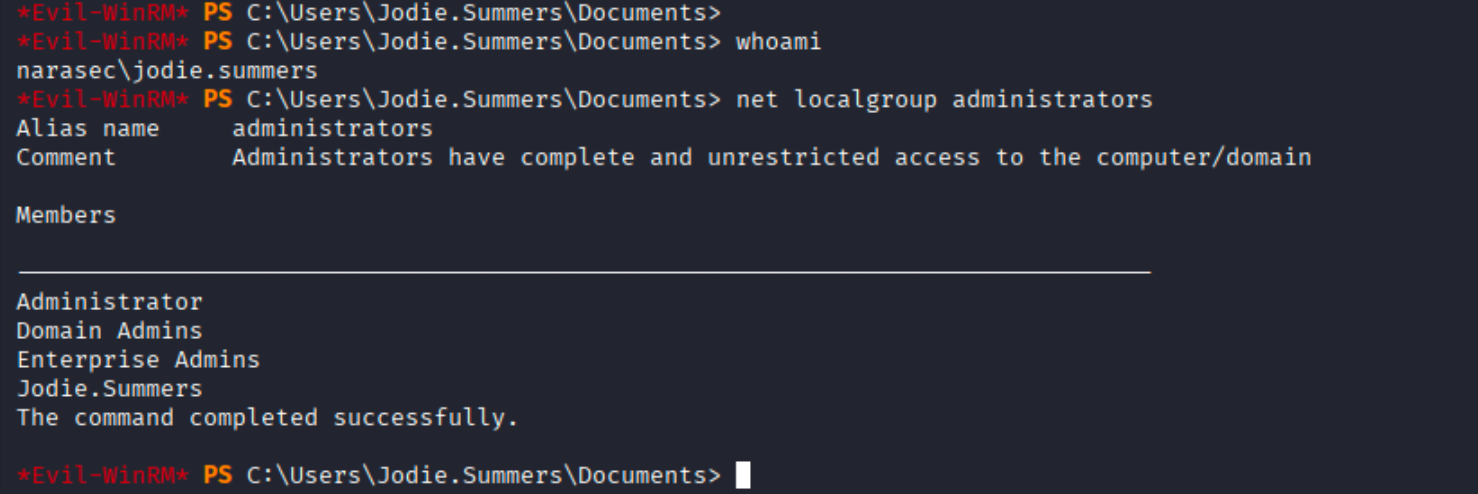 *Evil-WinRM* PS C:\Users\Jodie.Summers\Documents>
*Evil-WinRM* PS C:\Users\Jodie.Summers\Documents> whoami
narasec\jodie.summers
*Evil-WinRM* PS C:\Users\Jodie.Summers\Documents> net localgroup administrators
Alias name     administrators
Comment        Administrators have complete and unrestricted access to the computer/domain
Members
Administrator
Domain Admins
Enterprise Admins
Jodie.Summers
The command completed successfully.
*Evil-WinRM* PS C:\Users\Jodie.Summers\Documents>